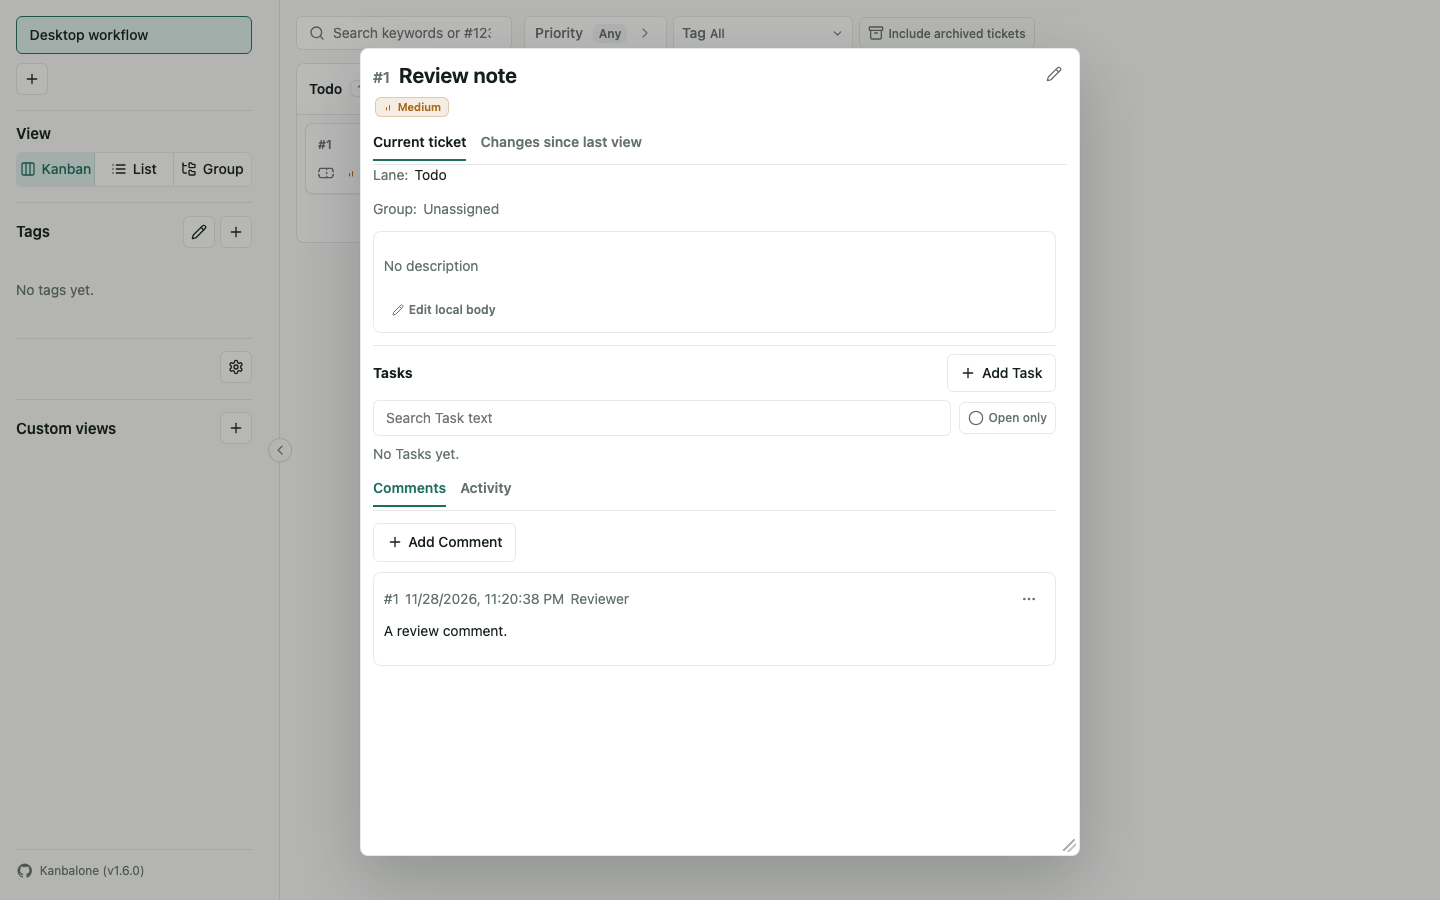 Desktop workflow
View
Kanban List Group
Tags
No tags yet.
Custom views
Kanbalone (v1.6.0)
Search keywords or #123
Priority Any
Tag All
Include archived tickets
Todo
#1
#1 Review note
Medium
Current ticket Changes since last view
Lane: Todo
Group: Unassigned
No description
Edit local body
Tasks
Add Task
Search Task text
Open only
No Tasks yet.
Comments Activity
Add Comment
#1 11/28/2026, 11:20:38 PM Reviewer
A review comment.